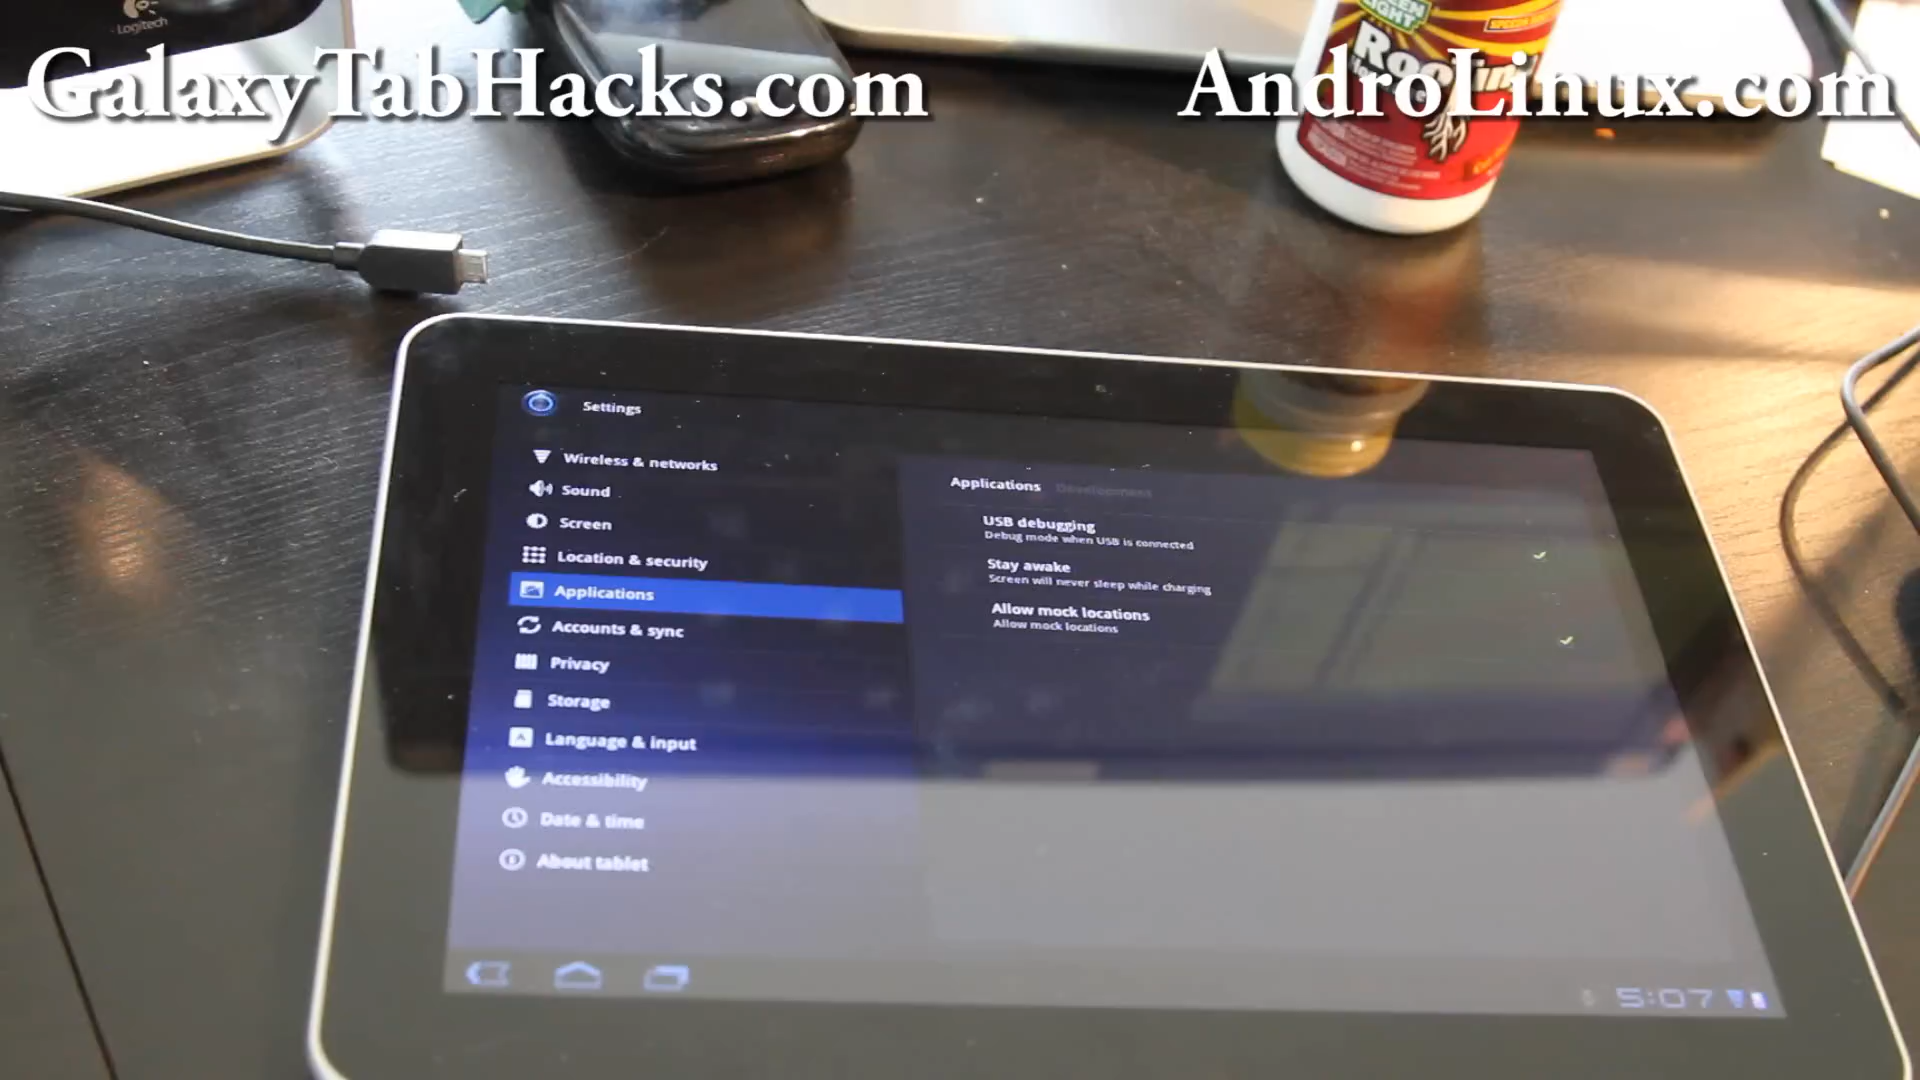 Logitech
GalaxyTabHacks.com
AndroLinux.com
Settings
Wireless & networks
Sound
Screen
Location & security
Applications
Accounts & sync
Privacy
Storage
Language & input
Accessibility
Date & time
About tablet
Applications Development
USB debugging
Debug mode when USB is connected
Stay awake
Screen will never sleep while charging
Allow mock locations
Allow mock locations
5:07